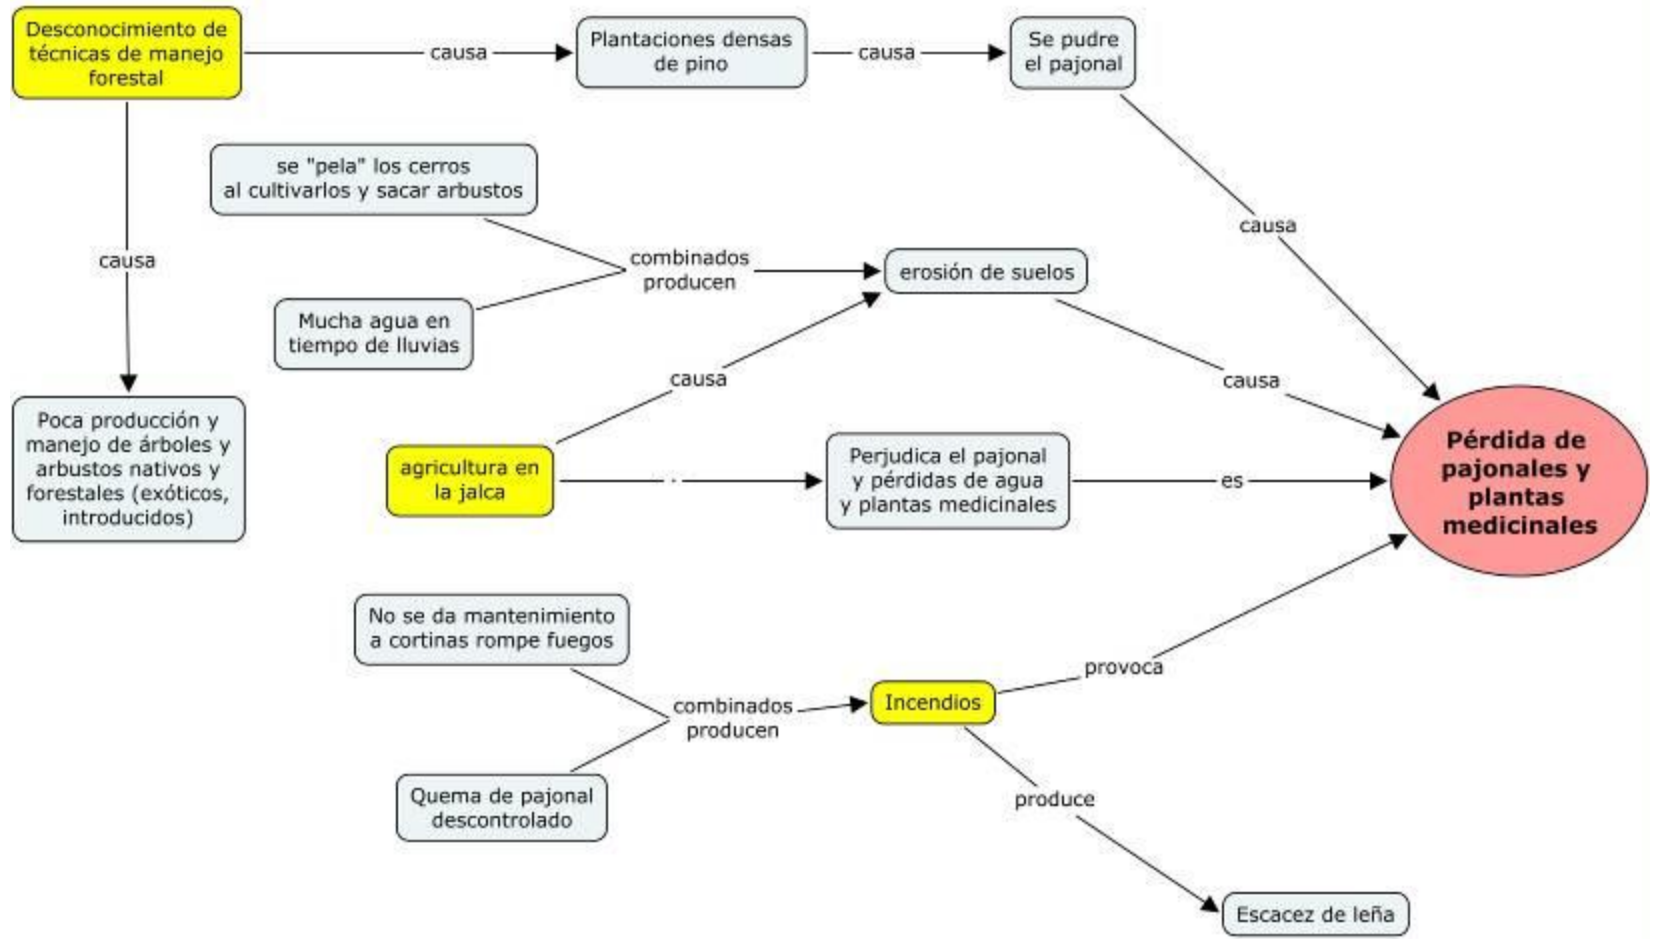 Desconocimiento de
técnicas de manejo
forestal
causa
Plantaciones densas
de pino
causa
Se pudre
el pajonal
se "pela" los cerros
al cultivarlos y sacar arbustos
causa
causa
combinados
producen
erosión de suelos
Mucha agua en
tiempo de lluvias
causa
causa
Poca producción y
manejo de árboles y
arbustos nativos y
forestales (exóticos,
introducidos)
agricultura en
la jalca
Perjudica el pajonal
y pérdidas de agua
y plantas medicinales
es
Pérdida de
pajonales y
plantas
medicinales
No se da mantenimiento
a cortinas rompe fuegos
provoca
combinados
producen
Incendios
Quema de pajonal
descontrolado
produce
Escacez de leña